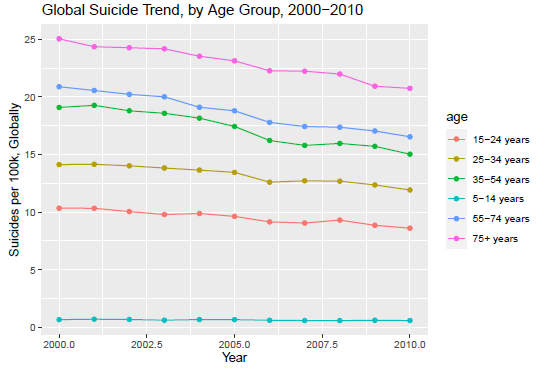 Global Suicide Trend, by Age Group, 2000−2010
Suicides per 100k, Globally
25
20
15
10
5
0
2000.0 2002.5 2005.0 2007.5 2010.0
Year
age
15−24 years
25−34 years
35−54 years
5−14 years
55−74 years
75+ years